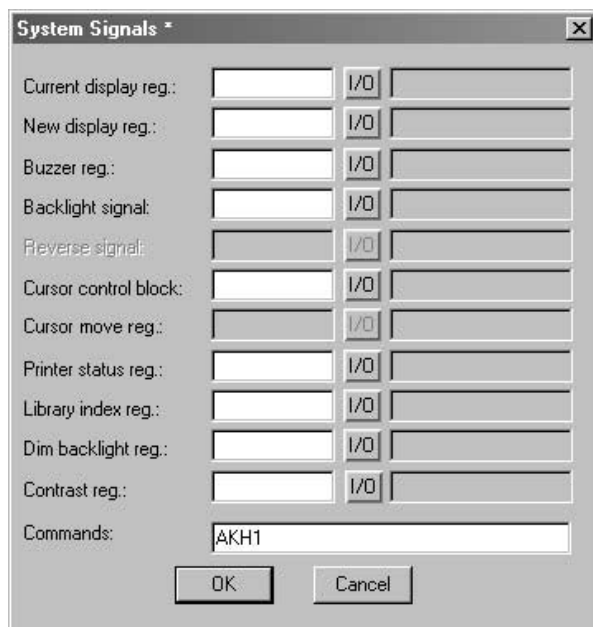 System Signals *
Current display reg.: I/O
New display reg.: I/O
Buzzer reg.: I/O
Backlight signal: I/O
Reverse signal: I/O
Cursor control block: I/O
Cursor move reg.: I/O
Printer status reg.: I/O
Library index reg.: I/O
Dim backlight reg.: I/O
Contrast reg.: I/O
Commands: AKH1
OK Cancel